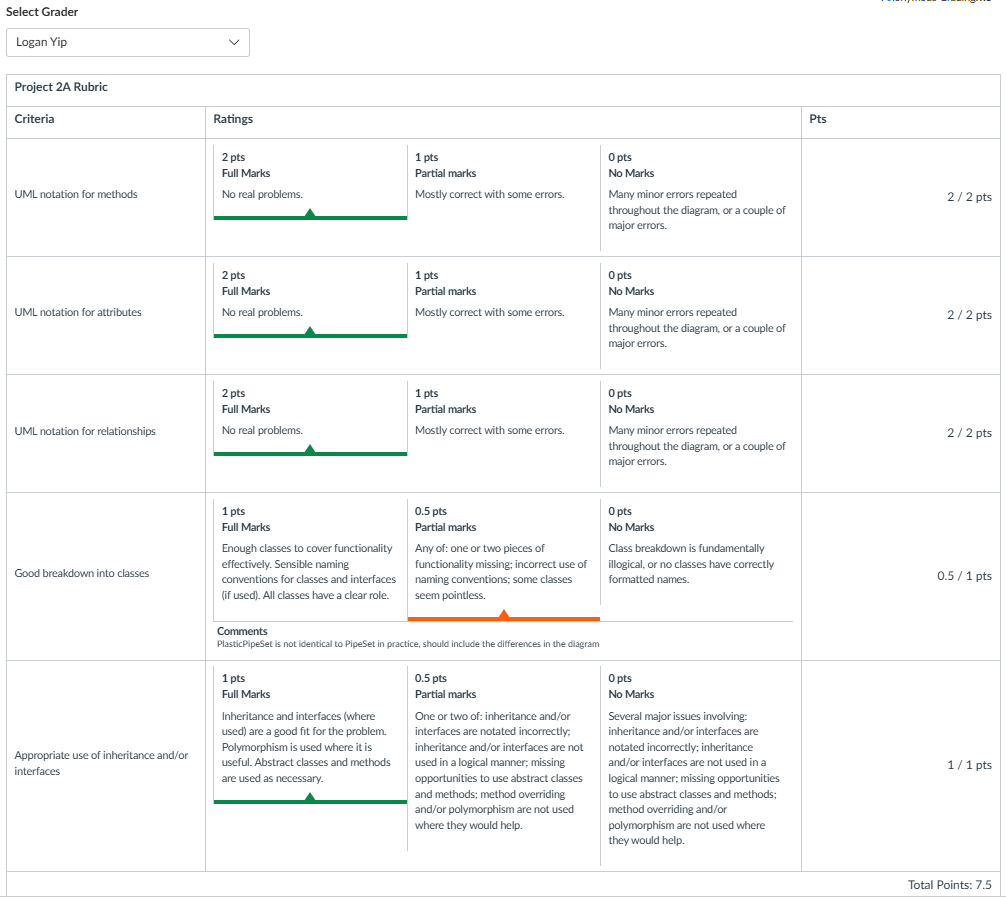 Select Grader
Logan Yip
Project 2A Rubric
Criteria
Ratings
Pts
UML notation for methods
2 pts
Full Marks
No real problems.
1 pts
Partial marks
Mostly correct with some errors.
0 pts
No Marks
Many minor errors repeated
throughout the diagram, or a couple of
major errors.
2 / 2 pts
UML notation for attributes
2 pts
Full Marks
No real problems.
1 pts
Partial marks
Mostly correct with some errors.
0 pts
No Marks
Many minor errors repeated
throughout the diagram, or a couple of
major errors.
2 / 2 pts
UML notation for relationships
2 pts
Full Marks
No real problems.
1 pts
Partial marks
Mostly correct with some errors.
0 pts
No Marks
Many minor errors repeated
throughout the diagram, or a couple of
major errors.
2 / 2 pts
Good breakdown into classes
1 pts
Full Marks
Enough classes to cover functionality
effectively. Sensible naming
conventions for classes and interfaces
(if used). All classes have a clear role.
0.5 pts
Partial marks
Any of: one or two pieces of
functionality missing; incorrect use of
naming conventions; some classes
seem pointless.
0 pts
No Marks
Class breakdown is fundamentally
illogical, or no classes have correctly
formatted names.
Comments
PlasticPipeSet is not identical to PipeSet in practice, should include the differences in the diagram
0.5 / 1 pts
Appropriate use of inheritance and/or
interfaces
1 pts
Full Marks
Inheritance and interfaces (where
used) are a good fit for the problem.
Polymorphism is used where it is
useful. Abstract classes and methods
are used as necessary.
0.5 pts
Partial marks
One or two of: inheritance and/or
interfaces are notated incorrectly;
inheritance and/or interfaces are not
used in a logical manner; missing
opportunities to use abstract classes
and methods; method overriding
and/or polymorphism are not used
where they would help.
0 pts
No Marks
Several major issues involving:
inheritance and/or interfaces are
notated incorrectly; inheritance
and/or interfaces are not used in a
logical manner; missing opportunities
to use abstract classes and methods;
method overriding and/or
polymorphism are not used where
they would help.
1 / 1 pts
Total Points: 7.5